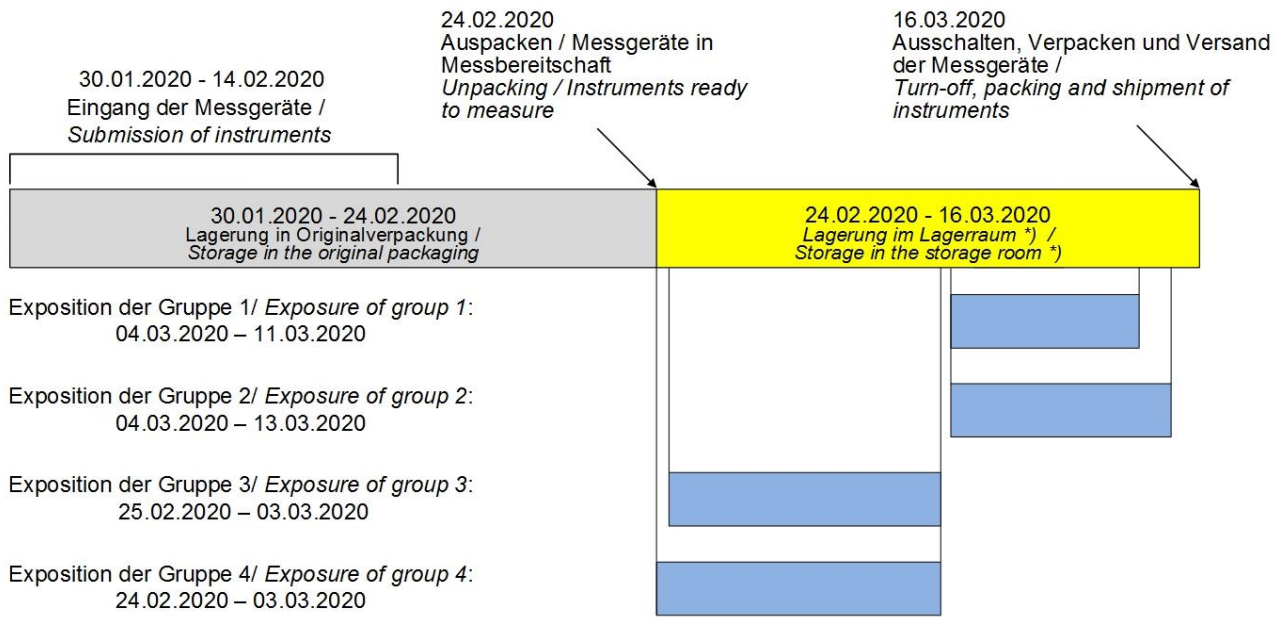 30.01.2020 - 14.02.2020
Eingang der Messgeräte /
Submission of instruments
24.02.2020
Auspacken / Messgeräte in
Messbereitschaft
Unpacking / Instruments ready
to measure
16.03.2020
Ausschalten, Verpacken und Versand
der Messgeräte /
Turn-off, packing and shipment of
instruments
30.01.2020 - 24.02.2020
Lagerung in Originalverpackung /
Storage in the original packaging
24.02.2020 - 16.03.2020
Lagerung im Lagerraum *) /
Storage in the storage room *)
Exposition der Gruppe 1/ Exposure of group 1:
04.03.2020 – 11.03.2020
Exposition der Gruppe 2/ Exposure of group 2:
04.03.2020 – 13.03.2020
Exposition der Gruppe 3/ Exposure of group 3:
25.02.2020 – 03.03.2020
Exposition der Gruppe 4/ Exposure of group 4:
24.02.2020 – 03.03.2020